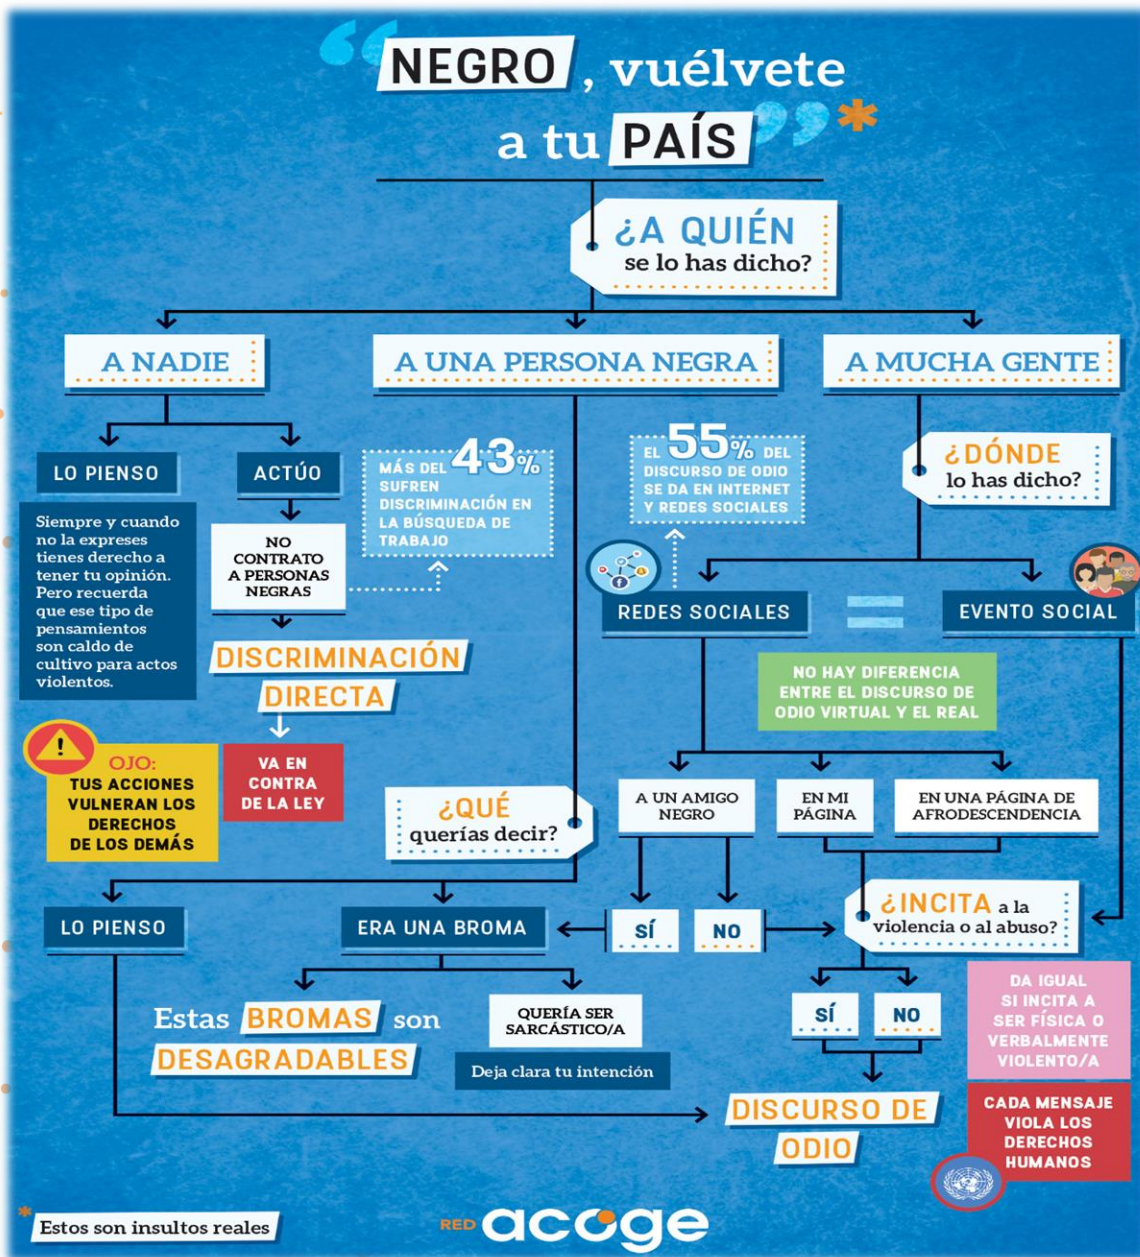 “NEGRO, vuélvete
a tu PAÍS”*
¿A QUIÉN
se lo has dicho?
A NADIE
A UNA PERSONA NEGRA
A MUCHA GENTE
LO PIENSO
ACTÚO
Siempre y cuando
no la expreses
tienes derecho a
tener tu opinión.
Pero recuerda
que ese tipo de
pensamientos
son caldo de
cultivo para actos
violentos.
NO
CONTRATO
A PERSONAS
NEGRAS
MÁS DEL 43%
SUFREN
DISCRIMINACIÓN EN
LA BÚSQUEDA DE
TRABAJO
DISCRIMINACIÓN
DIRECTA
OJO:
TUS ACCIONES
VULNERAN LOS
DERECHOS
DE LOS DEMÁS
VA EN
CONTRA
DE LA LEY
EL 55% DEL
DISCURSO DE ODIO
SE DA EN INTERNET
Y REDES SOCIALES
¿DÓNDE
lo has dicho?
REDES SOCIALES
=
EVENTO SOCIAL
NO HAY DIFERENCIA
ENTRE EL DISCURSO DE
ODIO VIRTUAL Y EL REAL
¿QUÉ
querías decir?
A UN AMIGO
NEGRO
EN MI
PÁGINA
EN UNA PÁGINA DE
AFRODESCENDENCIA
LO PIENSO
ERA UNA BROMA
SÍ
NO
¿INCITA a la
violencia o al abuso?
Estas BROMAS son
DESAGRADABLES
QUERÍA SER
SARCÁSTICO/A
Deja clara tu intención
SÍ
NO
DA IGUAL
SI INCITA A
SER FÍSICA O
VERBALMENTE
VIOLENTO/A
DISCURSO DE
ODIO
CADA MENSAJE
VIOLA LOS
DERECHOS
HUMANOS
* Estos son insultos reales
RED acoge